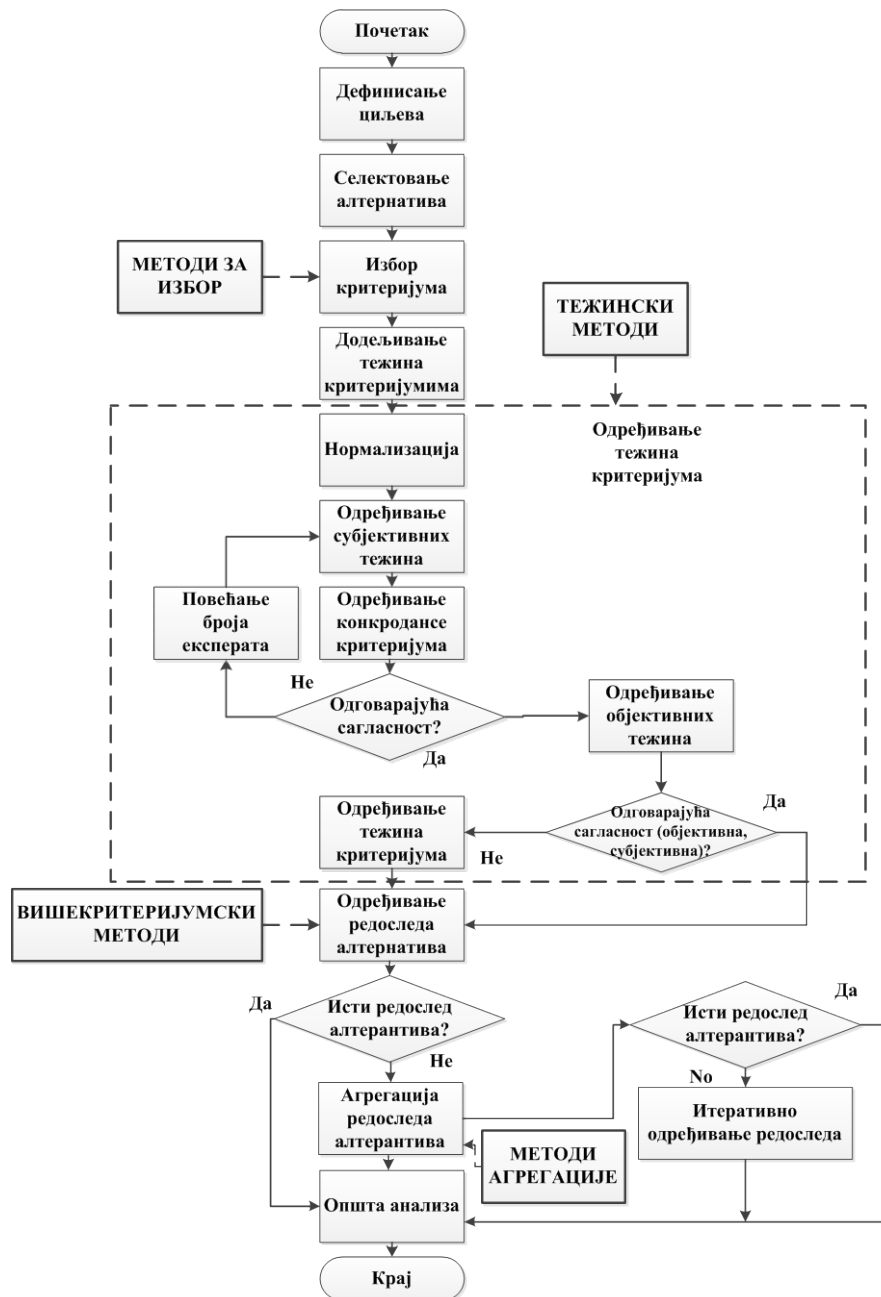 Почетак
Дефинисање
циљева
Селектовање
алтернатива
МЕТОДИ ЗА
ИЗБОР
Избор
критеријума
ТЕЖИНСКИ
МЕТОДИ
Додељивање
тежина
критеријумима
Одређивање
тежина
критеријума
Нормализација
Одређивање
субјективних
тежина
Повећање
броја
експерата
Одређивање
конкродансе
критеријума
Не
Одговарајућа
сагласност?
Да
Одређивање
објективних
тежина
Одговарајућа
сагласност (објективна,
субјективна)?
Да
Не
Одређивање
тежина
критеријума
ВИШЕКРИТЕРИЈУМСКИ
МЕТОДИ
Одређивање
редоследа
алтернатива
Да
Исти редослед
алтерантива?
Не
Исти редослед
алтерантива?
Да
No
Агрегација
редоследа
алтерантива
Итеративно
одређивање редоследа
МЕТОДИ
АГРЕГАЦИЈЕ
Општа анализа
Крај